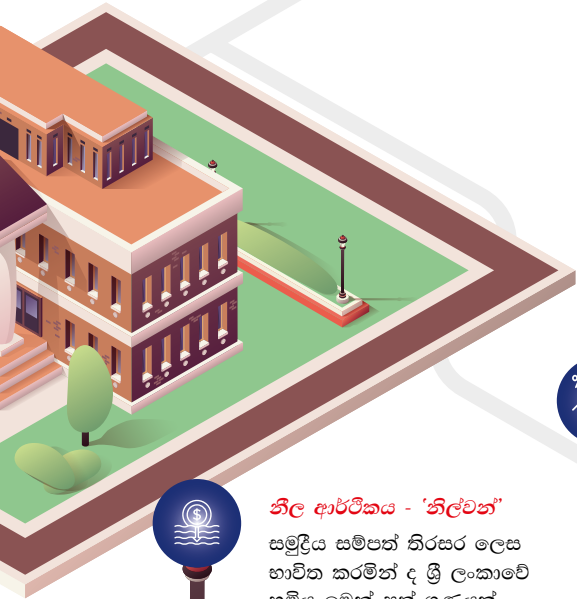 නීල ආර්ථිකය - ‘නිල්වන්’
සමුද්‍රීය සම්පත් තිරසර ලෙස
භාවිත කරමින් ද ශ්‍රී ලංකාවේ
$